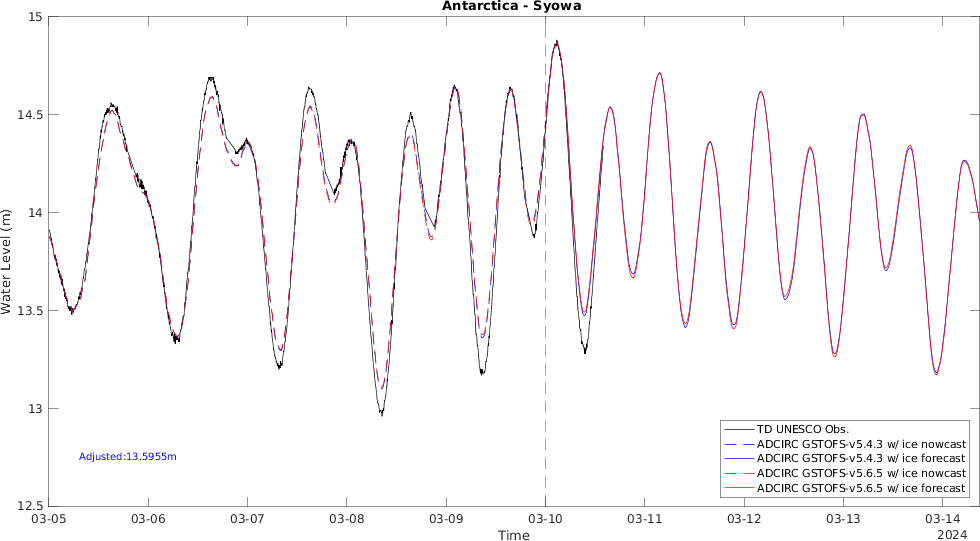 Antarctica - Syowa
15
14.5
14
13.5
13
12.5
Water Level (m)
Adjusted:13.5955m
TD UNESCO Obs.
ADCIRC GSTOFS-v5.4.3 w/ ice nowcast
ADCIRC GSTOFS-v5.4.3 w/ ice forecast
ADCIRC GSTOFS-v5.6.5 w/ ice nowcast
ADCIRC GSTOFS-v5.6.5 w/ ice forecast
03-05 03-06 03-07 03-08 03-09 03-10 03-11 03-12 03-13 03-14
Time
2024